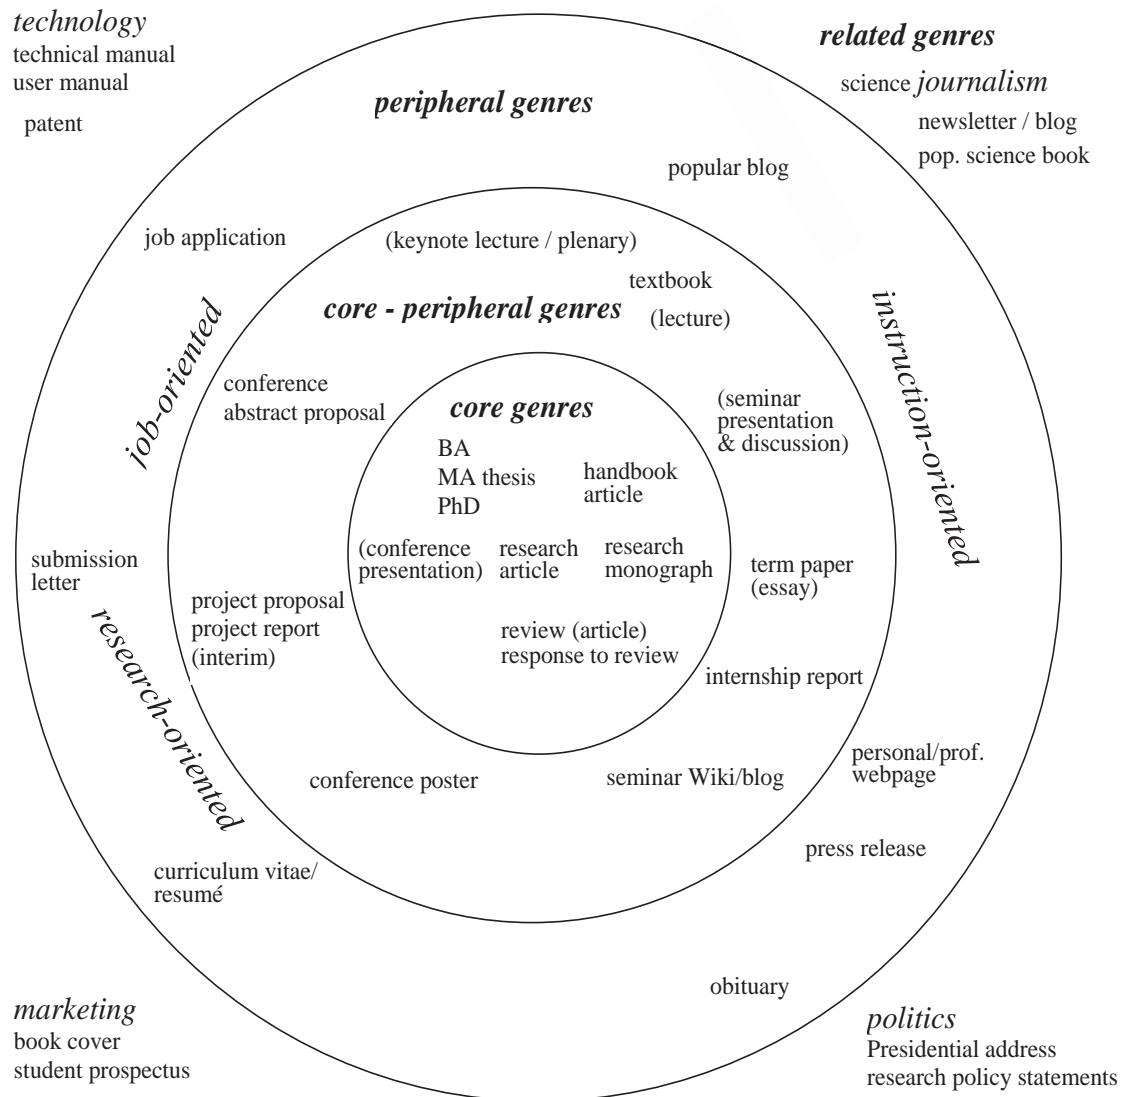 technology
technical manual
user manual
patent
related genres
science journalism
newsletter / blog
pop. science book
peripheral genres
popular blog
job application
(keynote lecture / plenary)
textbook
core - peripheral genres
(lecture)
job-oriented
instruction-oriented
conference
abstract proposal
core genres
(seminar
presentation
& discussion)
BA
MA thesis
PhD
handbook
article
(conference
presentation)
research
article
research
monograph
submission
letter
term paper
(essay)
project proposal
project report
(interim)
research-oriented
review (article)
response to review
internship report
conference poster
seminar Wiki/blog
personal/prof.
webpage
press release
curriculum vitae/
resumé
obituary
marketing
book cover
student prospectus
politics
Presidential address
research policy statements